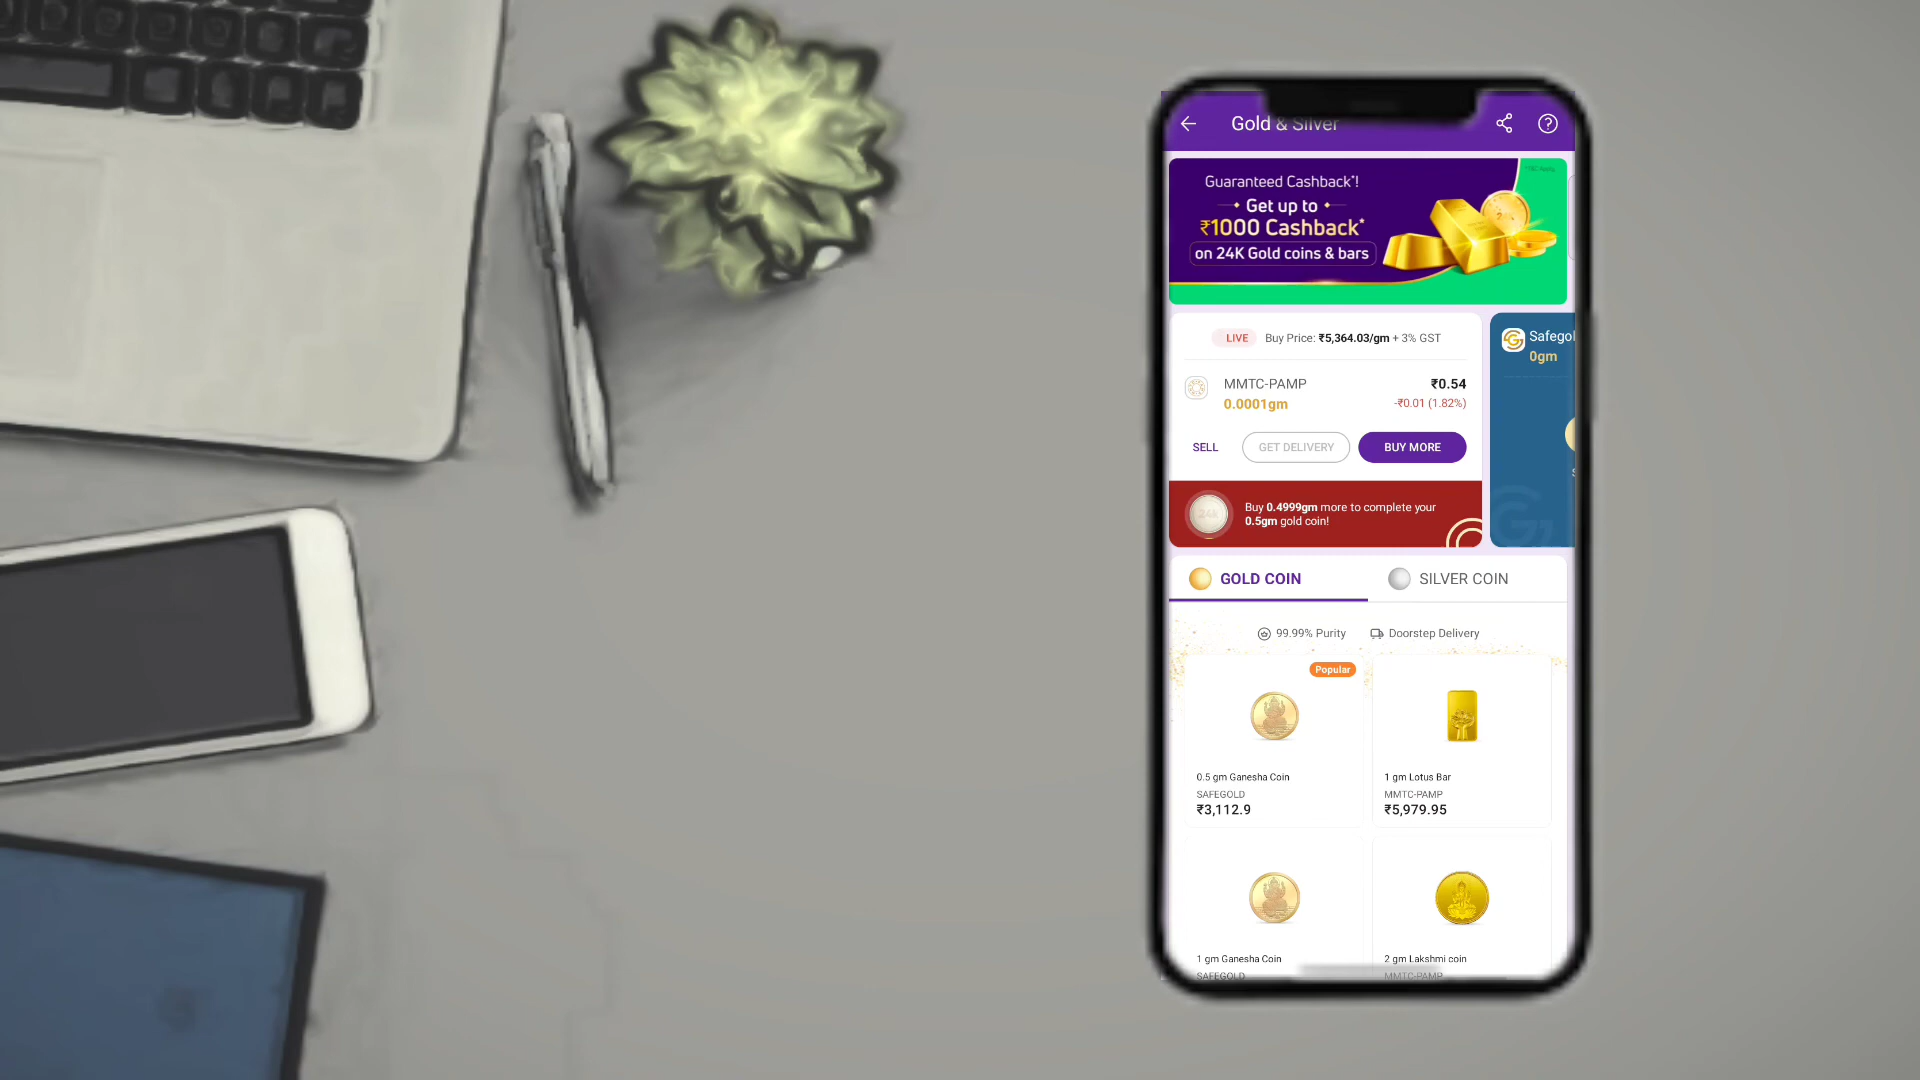 Gold & Silver
Guaranteed Cashback*!
Get up to
₹1000 Cashback*
on 24K Gold coins & bars
LIVE Buy Price: ₹5,364.03/gm + 3% GST
MMTC-PAMP ₹0.54
0.0001gm -₹0.01 (1.82%)
SELL GET DELIVERY BUY MORE
24K Buy 0.4999gm more to complete your
0.5gm gold coin!
0gm
GOLD COIN SILVER COIN
99.99% Purity Doorstep Delivery
Popular
0.5 gm Ganesha Coin
SAFEGOLD
₹3,112.9
1 gm Lotus Bar
MMTC-PAMP
₹5,979.95
1 gm Ganesha Coin
SAFEGOLD
2 gm Lakshmi coin
MMTC-PAMP